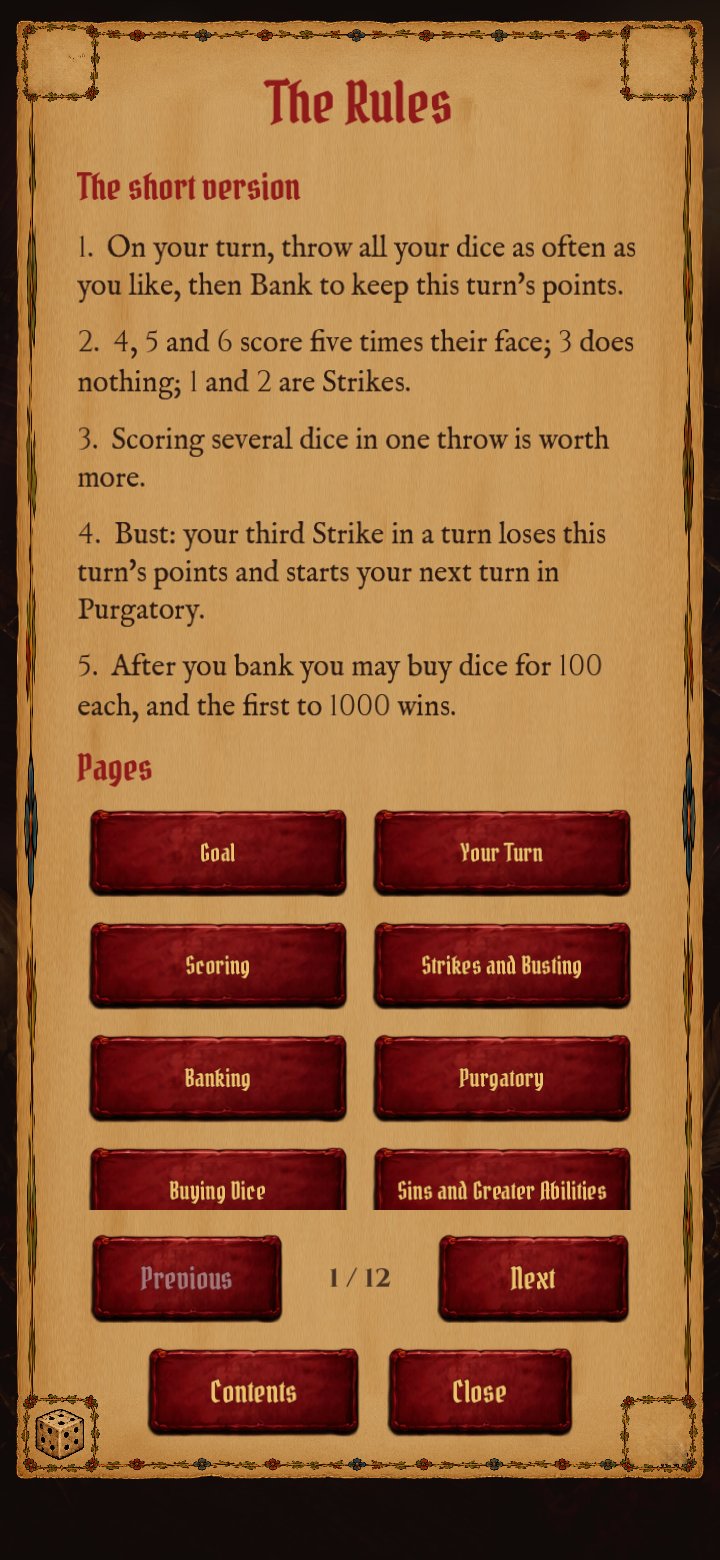 The Rules
The short version
1. On your turn, throw all your dice as often as
you like, then Bank to keep this turn's points.
2. 4, 5 and 6 score five times their face; 3 does
nothing; 1 and 2 are Strikes.
3. Scoring several dice in one throw is worth
more.
4. Bust: your third Strike in a turn loses this
turn's points and starts your next turn in
Purgatory.
5. After you bank you may buy dice for 100
each, and the first to 1000 wins.
Pages
Goal
Your Turn
Scoring
Strikes and Busting
Banking
Purgatory
Buying Dice
Sins and Greater Abilities
Previous
1 / 12
Next
Contents
Close